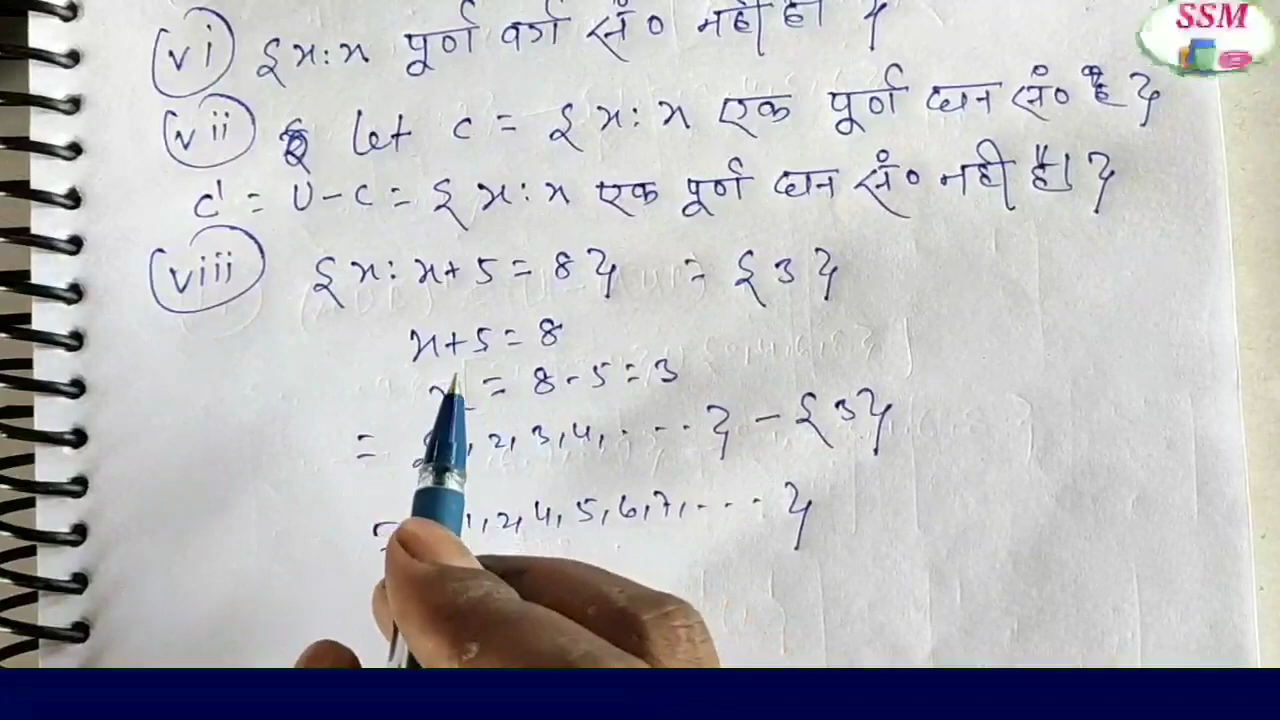 SSM
(vi) {x:x पूर्ण वर्ग सं० नहीं है }
(vii) Let C = {x:x एक पूर्ण घन सं० है}
C' = U-C = {x:x एक पूर्ण घन सं० नहीं है।}
(viii) {x: x+5=8} = {3}
x+5=8
x = 8-5=3
= ,2,3,4,....} - {3}
= 1,2,4,5,6,7,....}